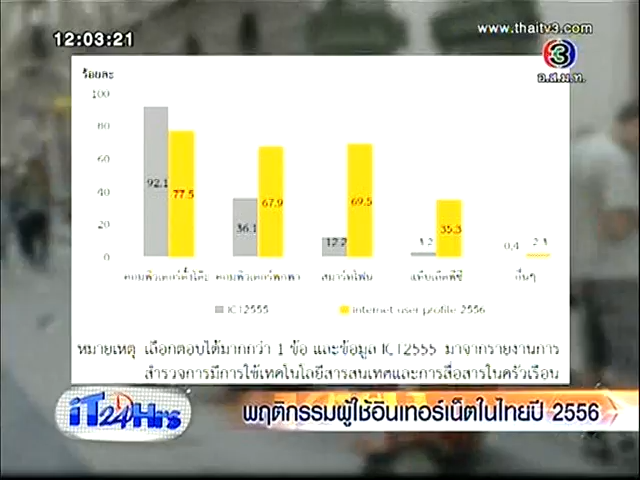 12:03:21
www.thaitv3.com
3
อ.ส.ม.ท.
ร้อยละ
100
80
60
40
20
0
92.1 77.5 36.1 67.9 12.2 69.5 35.3 0.4 2.1
คอมพิวเตอร์ตั้งโต๊ะ คอมพิวเตอร์พกพา สมาร์ทโฟน แท็บเล็ตพีซี อื่นๆ
ICT2555 Internet user profile 2556
หมายเหตุ เลือกตอบได้มากกว่า 1 ข้อ และข้อมูล ICT2555 มาจากรายงานการ
สำรวจการมีการใช้เทคโนโลยีสารสนเทศและการสื่อสารในครัวเรือน
iT24Hrs
พฤติกรรมผู้ใช้อินเทอร์เน็ตในไทยปี 2556